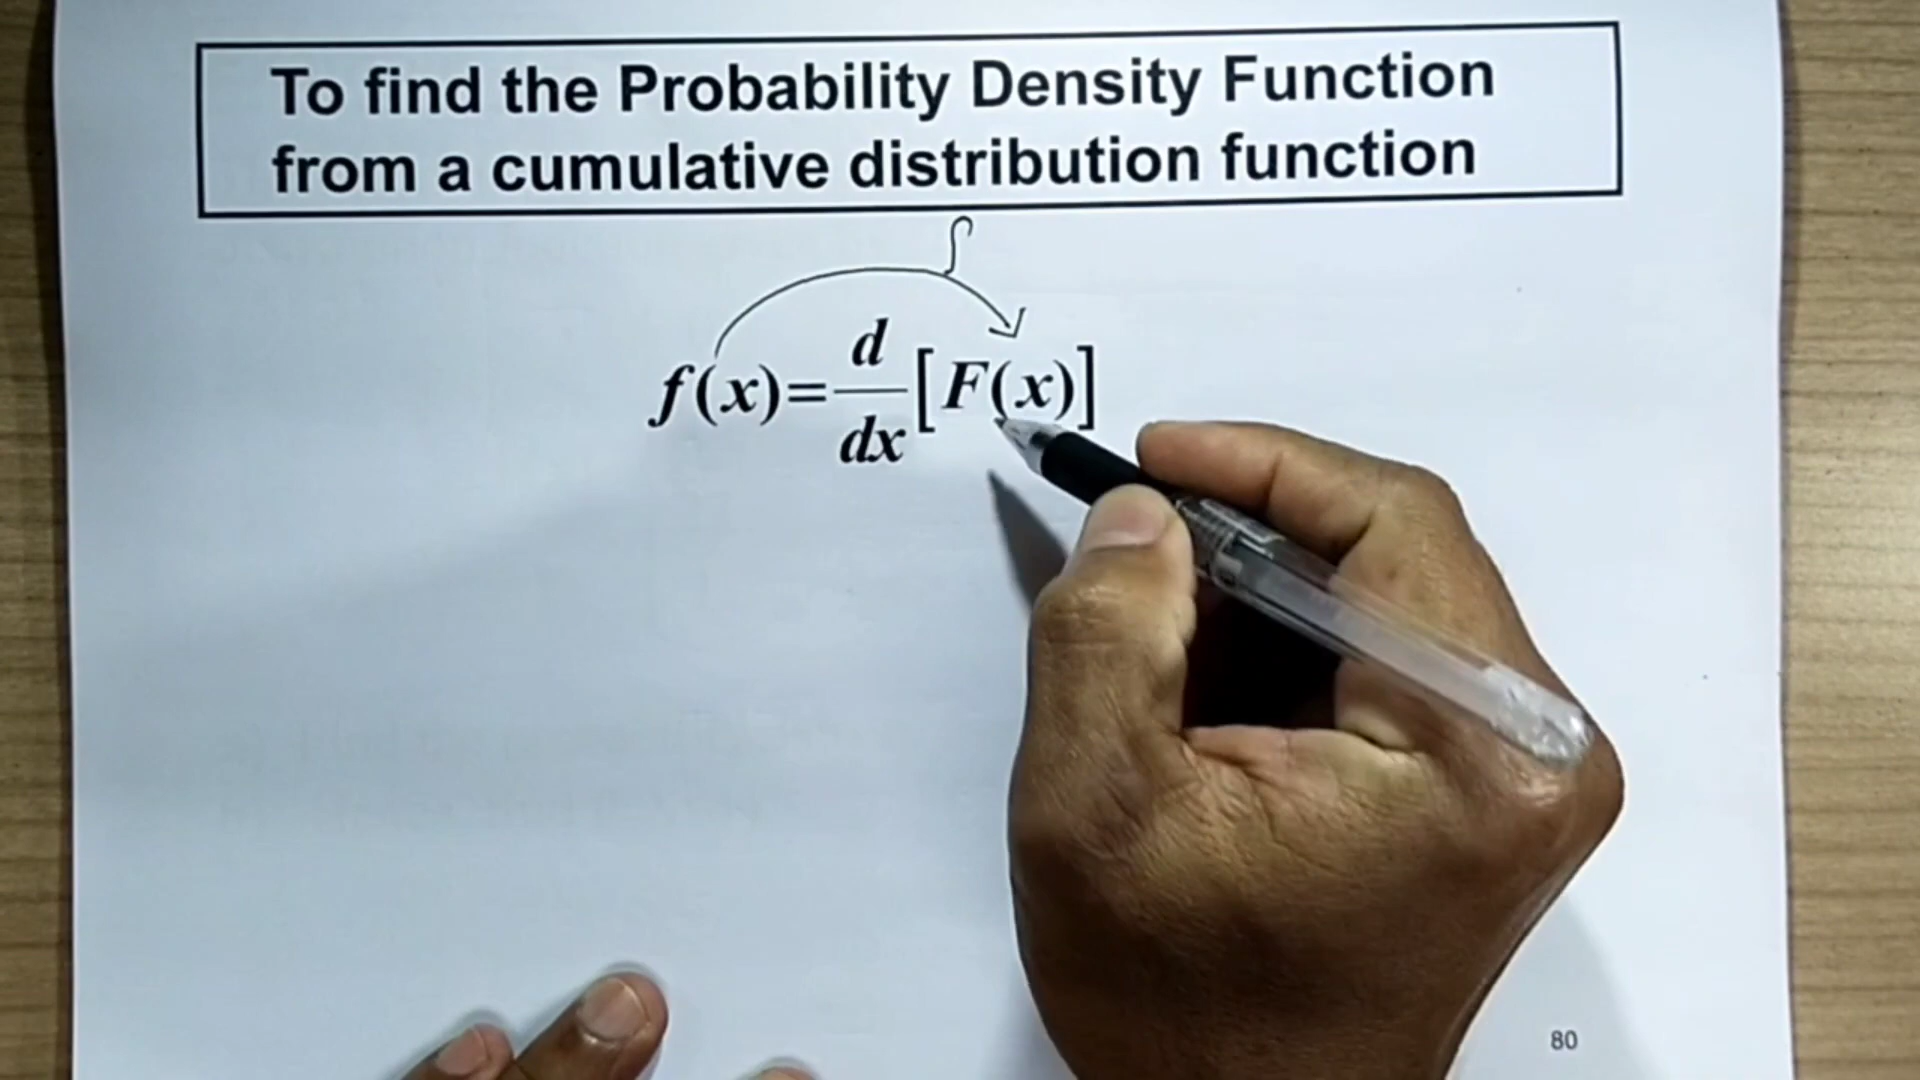 To find the Probability Density Function
from a cumulative distribution function
∫
f(x)=d/dx[F(x)]
80